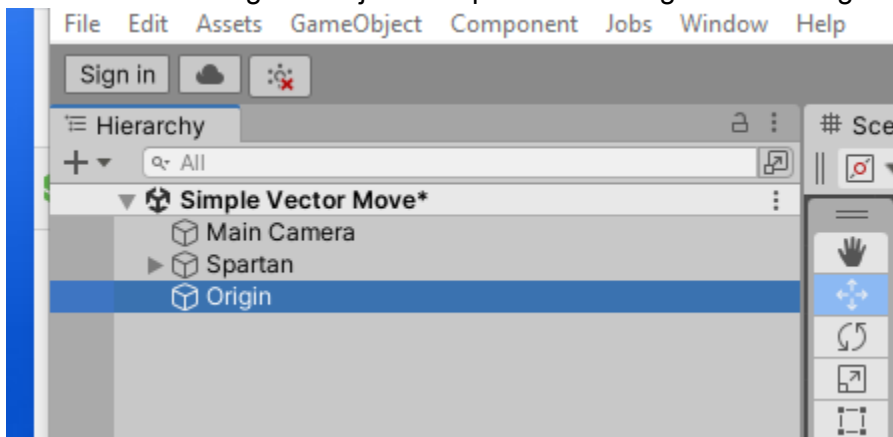 File Edit Assets GameObject Component Jobs Window Help
Sign in
Hierarchy
# Sce
All
Simple Vector Move*
Main Camera
Spartan
Origin